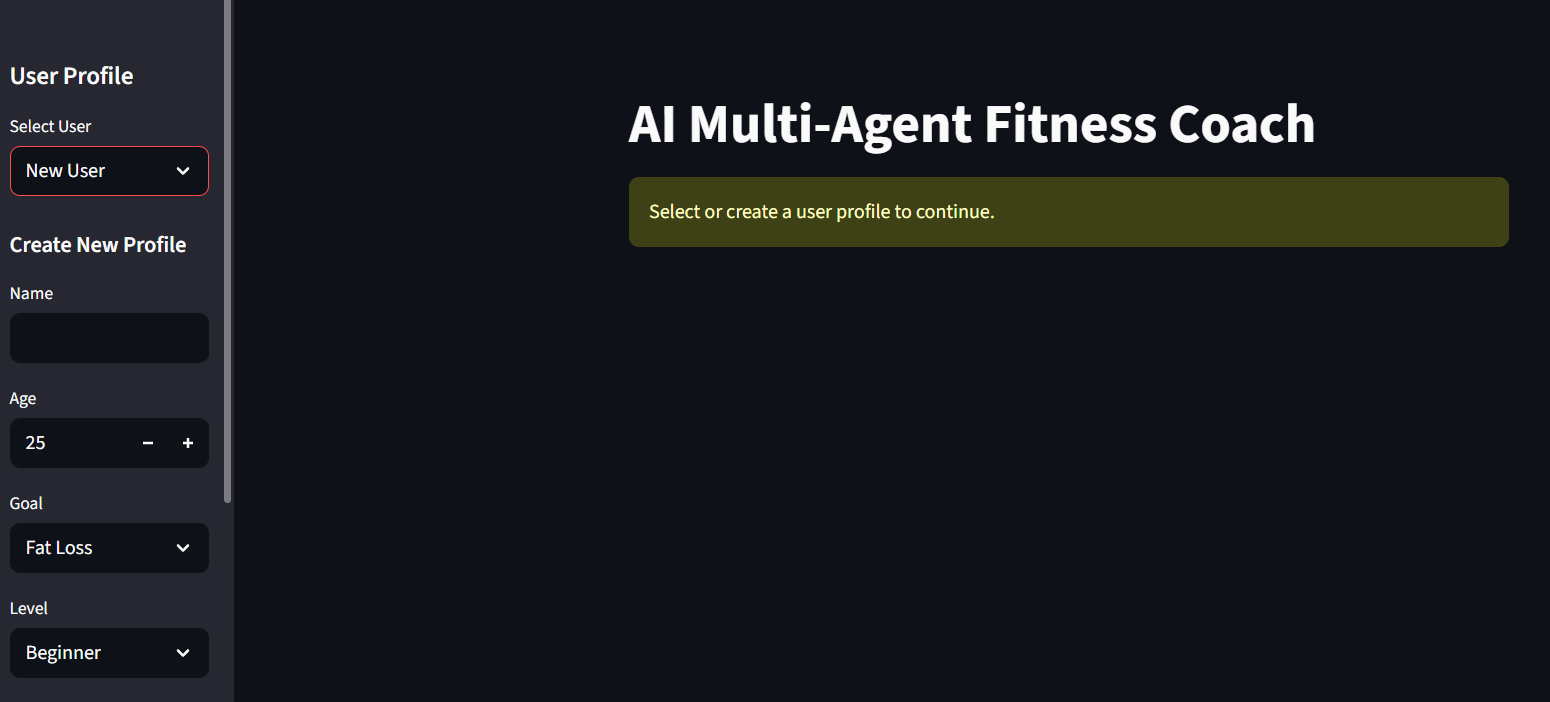 User Profile
Select User
New User
Create New Profile
Name
Age
25
Goal
Fat Loss
Level
Beginner
AI Multi-Agent Fitness Coach
Select or create a user profile to continue.